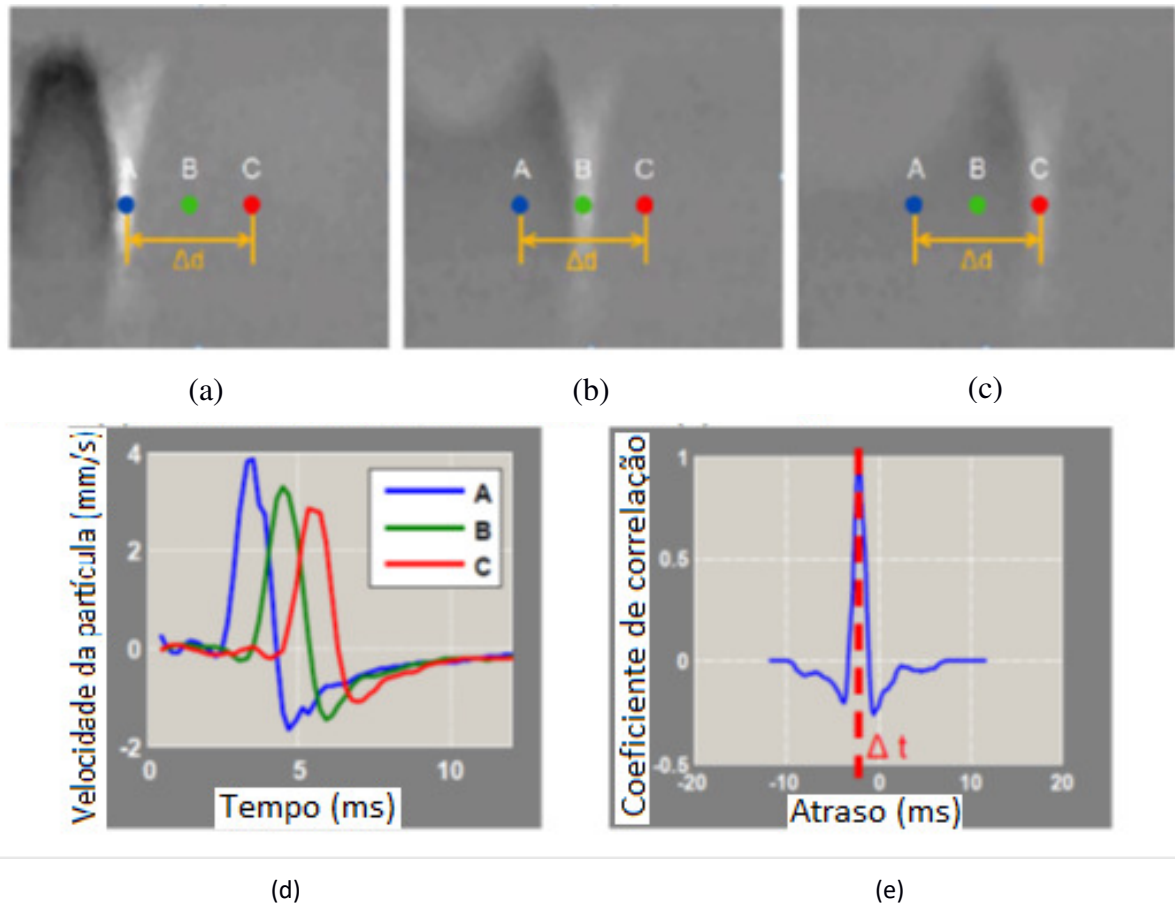 A B C
Δd
A B C
Δd
A B C
Δd
(a) (b) (c)
Velocidade da partícula (mm/s)
4
2
0
-2
0 5 10
Tempo (ms)
A
B
C
Coeficiente de correlação
1
0.5
0
-0.5
-20 -10 0 10 20
Δ t
Atraso (ms)
(d) (e)